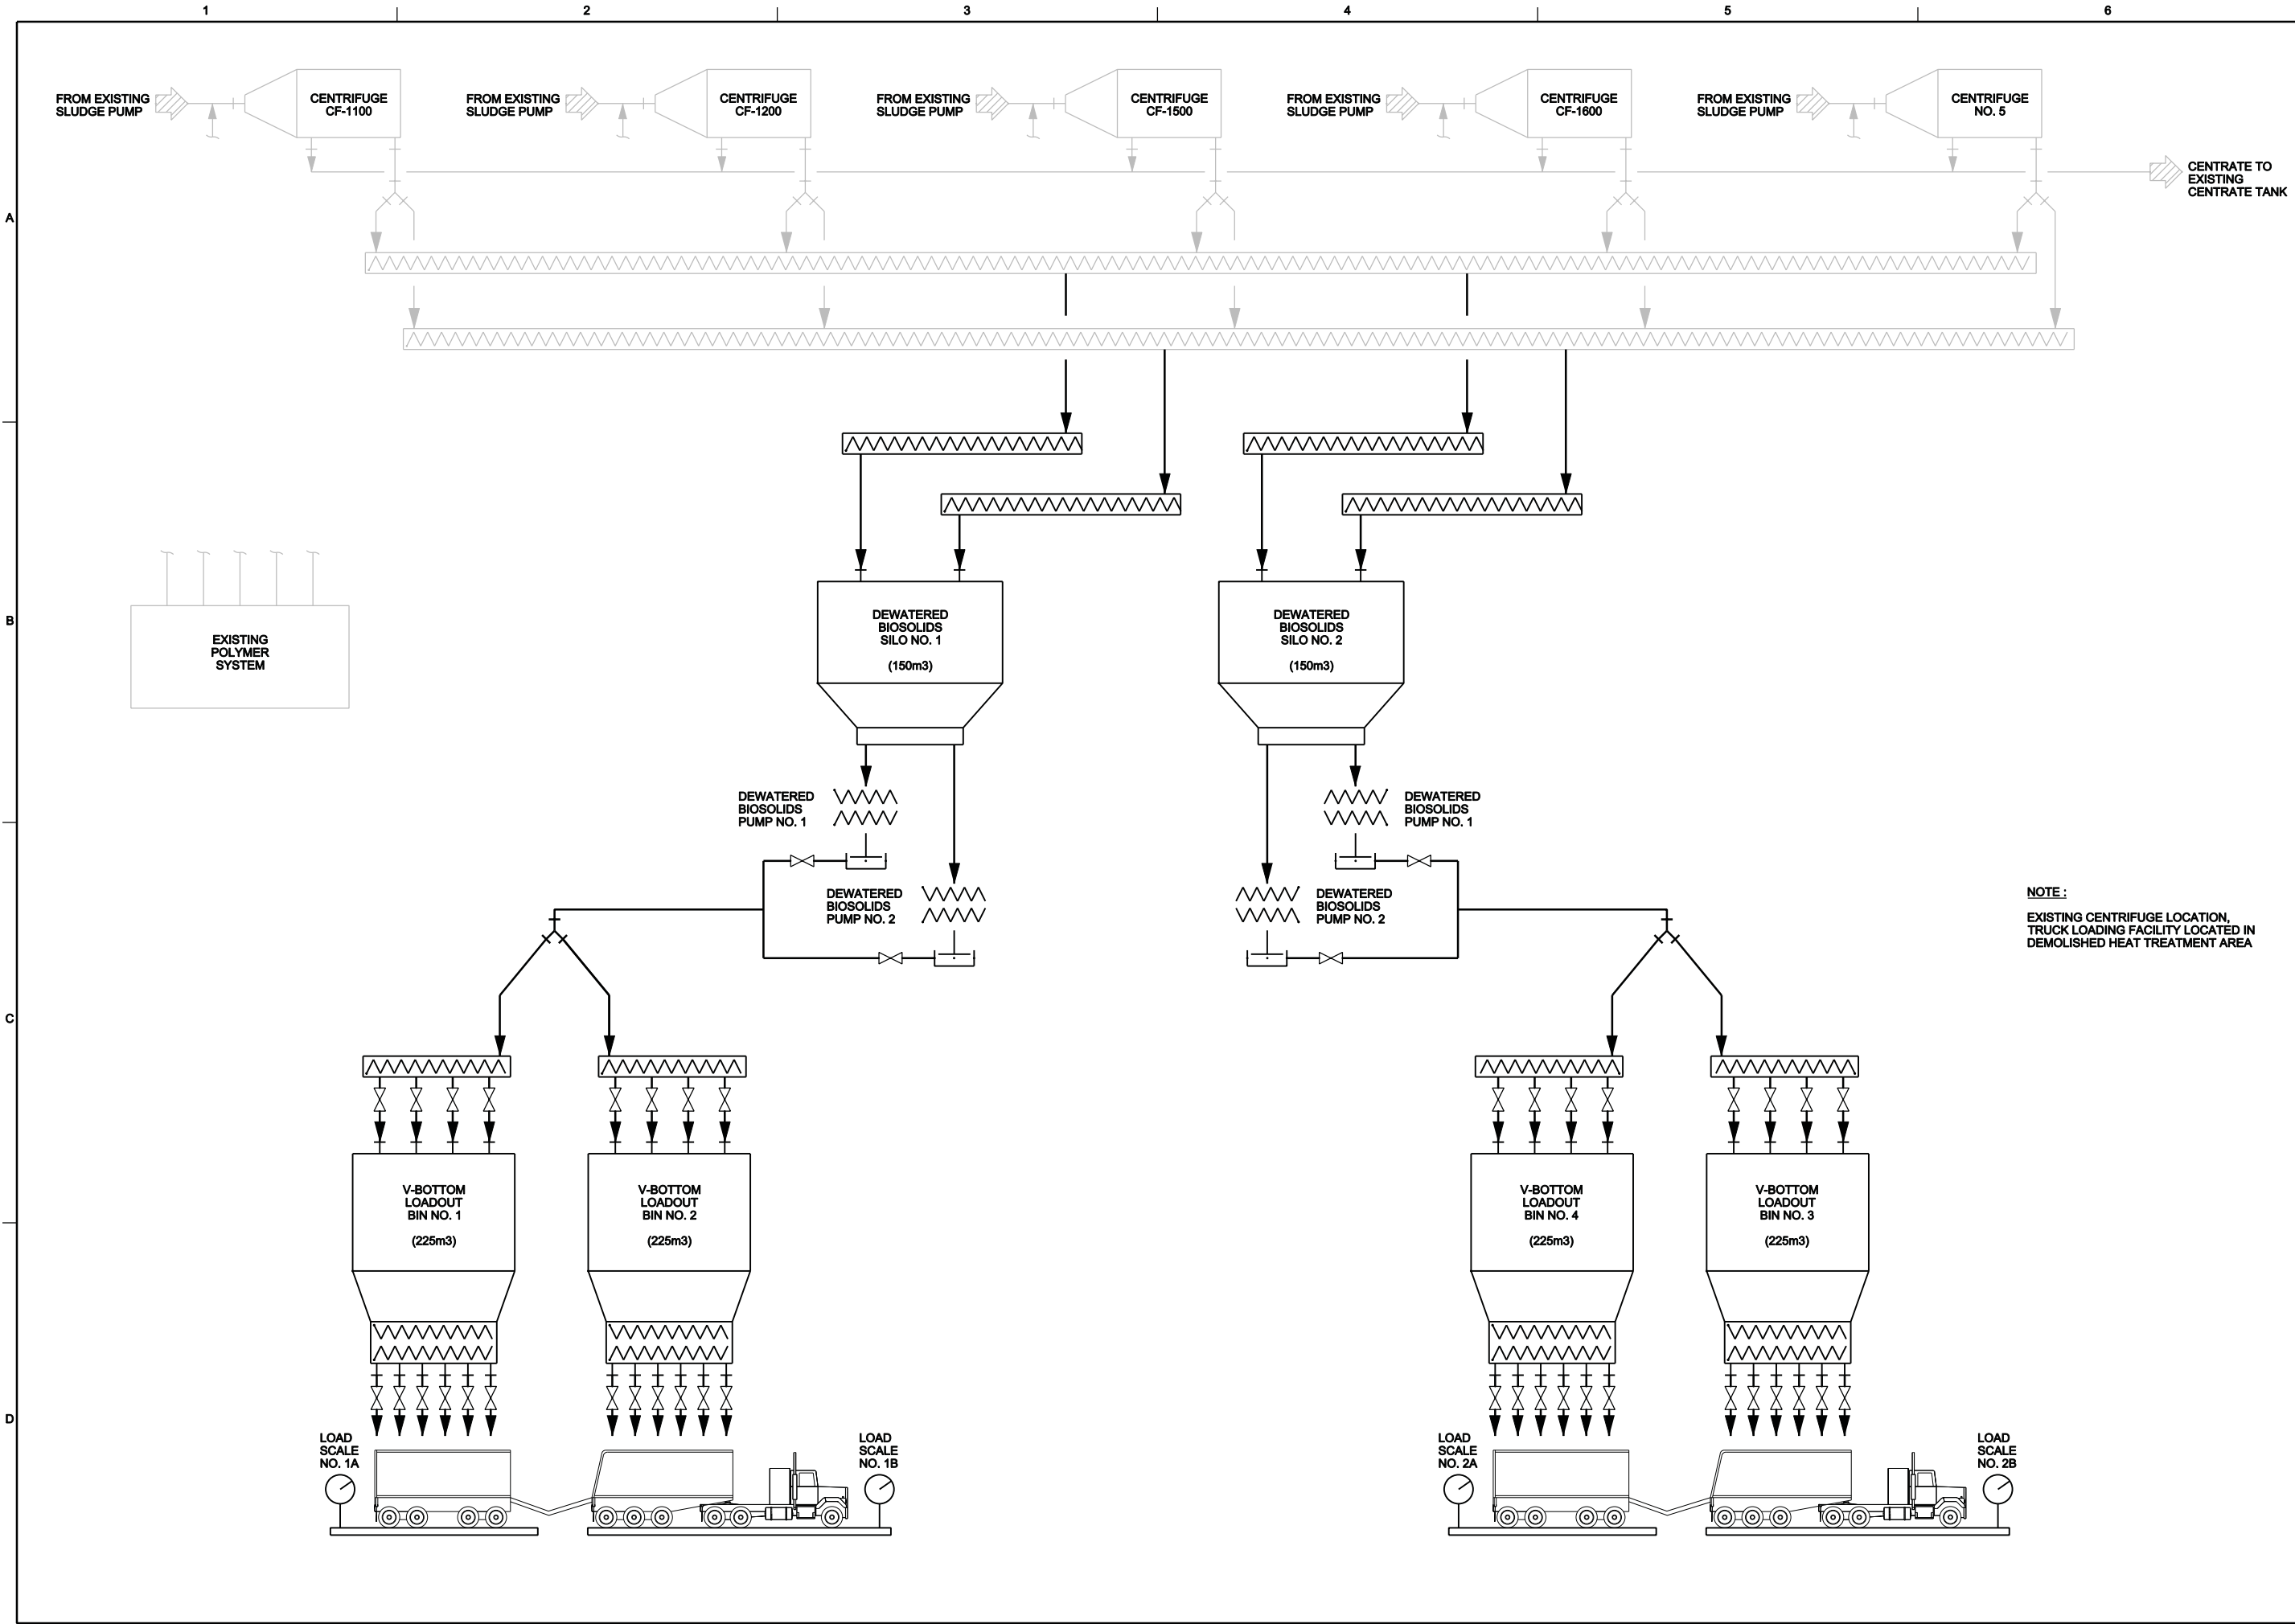 1
2
3
4
5
6
FROM EXISTING
SLUDGE PUMP
CENTRIFUGE
CF-1100
FROM EXISTING
SLUDGE PUMP
CENTRIFUGE
CF-1200
FROM EXISTING
SLUDGE PUMP
CENTRIFUGE
CF-1500
FROM EXISTING
SLUDGE PUMP
CENTRIFUGE
CF-1600
FROM EXISTING
SLUDGE PUMP
CENTRIFUGE
NO. 5
CENTRATE TO
EXISTING
CENTRATE TANK
A
B
EXISTING
POLYMER
SYSTEM
DEWATERED
BIOSOLIDS
SILO NO. 1
(150m3)
DEWATERED
BIOSOLIDS
SILO NO. 2
(150m3)
DEWATERED
BIOSOLIDS
PUMP NO. 1
DEWATERED
BIOSOLIDS
PUMP NO. 1
DEWATERED
BIOSOLIDS
PUMP NO. 2
DEWATERED
BIOSOLIDS
PUMP NO. 2
NOTE :
EXISTING CENTRIFUGE LOCATION,
TRUCK LOADING FACILITY LOCATED IN
DEMOLISHED HEAT TREATMENT AREA
C
V-BOTTOM
LOADOUT
BIN NO. 1
(225m3)
V-BOTTOM
LOADOUT
BIN NO. 2
(225m3)
V-BOTTOM
LOADOUT
BIN NO. 4
(225m3)
V-BOTTOM
LOADOUT
BIN NO. 3
(225m3)
D
LOAD
SCALE
NO. 1A
LOAD
SCALE
NO. 1B
LOAD
SCALE
NO. 2A
LOAD
SCALE
NO. 2B